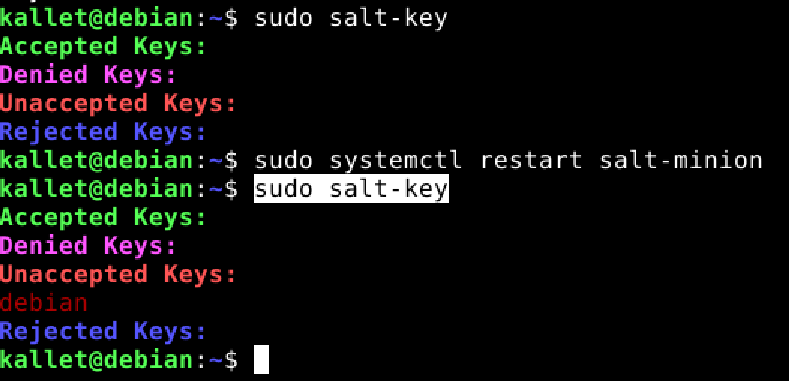 kallet@debian:~$ sudo salt-key
Accepted Keys:
Denied Keys:
Unaccepted Keys:
Rejected Keys:
kallet@debian:~$ sudo systemctl restart salt-minion
kallet@debian:~$ sudo salt-key
Accepted Keys:
Denied Keys:
Unaccepted Keys:
debian
Rejected Keys:
kallet@debian:~$